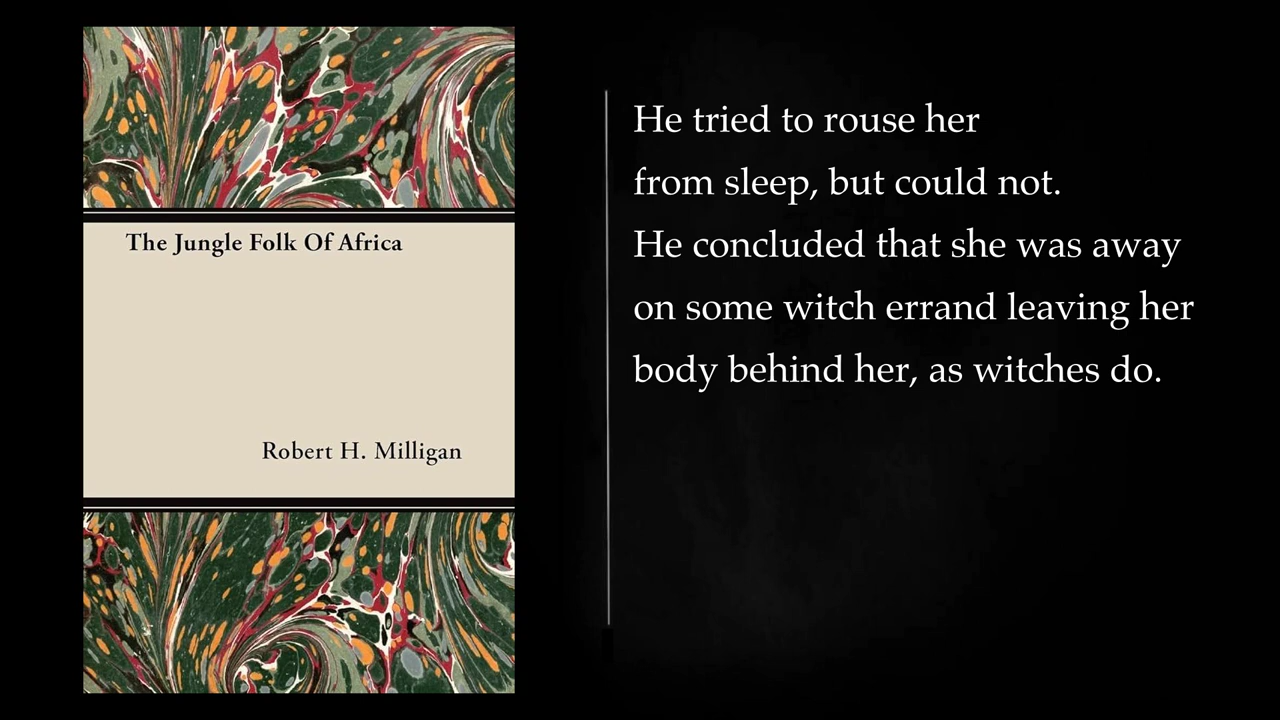 The Jungle Folk Of Africa
Robert H. Milligan
He tried to rouse her
from sleep, but could not.
He concluded that she was away
on some witch errand leaving her
body behind her, as witches do.